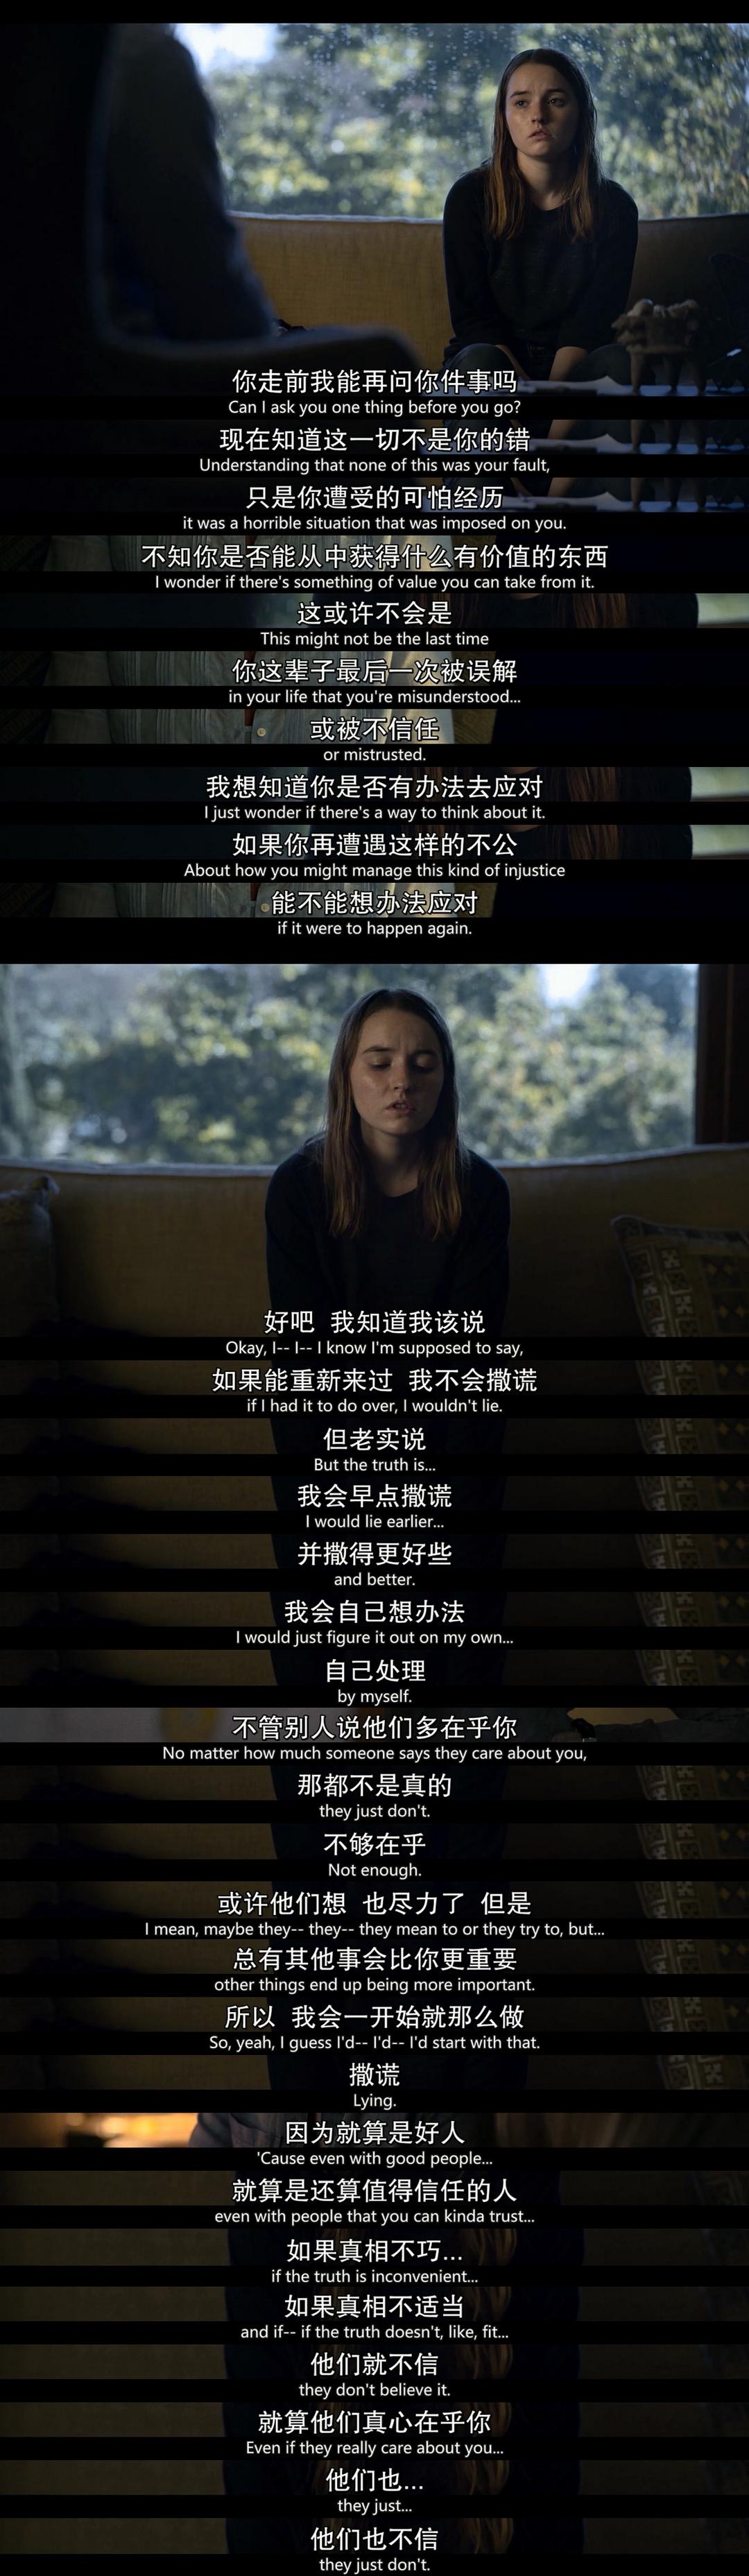 你走前我能再问你件事吗
Can I ask you one thing before you go?
现在知道这一切不是你的错
Understanding that none of this was your fault,
只是你遭受的可怕经历
it was a horrible situation that was imposed on you.
不知你是否能从中获得什么有价值的东西
I wonder if there's something of value you can take from it.
这或许不会是
This might not be the last time
你这辈子最后一次被误解
in your life that you're misunderstood...
或被不信任
or mistrusted.
我想知道你是否有办法去应对
I just wonder if there's a way to think about it.
如果你再遭遇这样的不公
About how you might manage this kind of injustice
能不能想办法应对
if it were to happen again.
好吧 我知道我该说
Okay, I-- I-- I know I'm supposed to say,
如果能重新来过 我不会撒谎
if I had it to do over, I wouldn't lie.
但老实说
But the truth is...
我会早点撒谎
I would lie earlier...
并撒得更好些
and better.
我会自己想办法
I would just figure it out on my own...
自己处理
by myself.
不管别人说他们多在乎你
No matter how much someone says they care about you,
那都不是真的
they just don't.
不够在乎
Not enough.
或许他们想 也尽力了 但是
I mean, maybe they-- they-- they mean to or they try to, but...
总有其他事会比你更重要
other things end up being more important.
所以 我会一开始就那么做
So, yeah, I guess I'd-- I'd-- I'd start with that.
撒谎
Lying.
因为就算是好人
'Cause even with good people...
就算是还算值得信任的人
even with people that you can kinda trust...
如果真相不巧...
if the truth is inconvenient...
如果真相不适当
and if-- if the truth doesn't, like, fit...
他们就不信
they don't believe it.
就算他们真心在乎你
Even if they really care about you...
他们也...
they just...
他们也不信
they just don't.